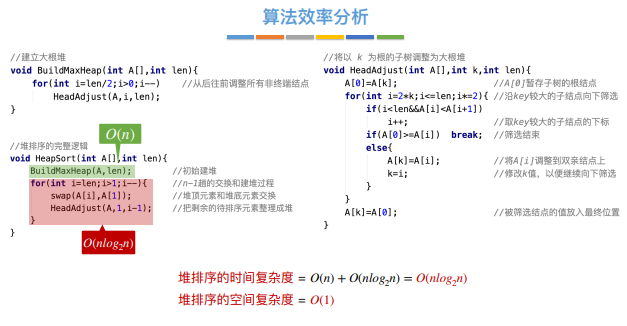 算法效率分析
//建立大根堆
void BuildMaxHeap(int A[],int len){
for(int i=len/2;i>0;i--) //从后往前调整所有非终端结点
HeadAdjust(A,i,len);
}
O(n)
//堆排序的完整逻辑
void HeapSort(int A[],int len){
BuildMaxHeap(A,len); //初始建堆
for(int i=len;i>1;i--){ //n-1趟的交换和建堆过程
swap(A[i],A[1]); //堆顶元素和堆底元素交换
HeadAdjust(A,1,i-1); //把剩余的待排序元素整理成堆
}
}
O(nlog₂n)
//将以 k 为根的子树调整为大根堆
void HeadAdjust(int A[],int k,int len){
A[0]=A[k]; //A[0]暂存子树的根结点
for(int i=2*k;i<=len;i*=2){ //沿key较大的子结点向下筛选
if(i<len&&A[i]<A[i+1])
i++; //取key较大的子结点的下标
if(A[0]>=A[i]) break; //筛选结束
else{
A[k]=A[i]; //将A[i]调整到双亲结点上
k=i; //修改k值，以便继续向下筛选
}
}
A[k]=A[0]; //被筛选结点的值放入最终位置
}
堆排序的时间复杂度 = O(n) + O(nlog₂n) = O(nlog₂n)
堆排序的空间复杂度 = O(1)